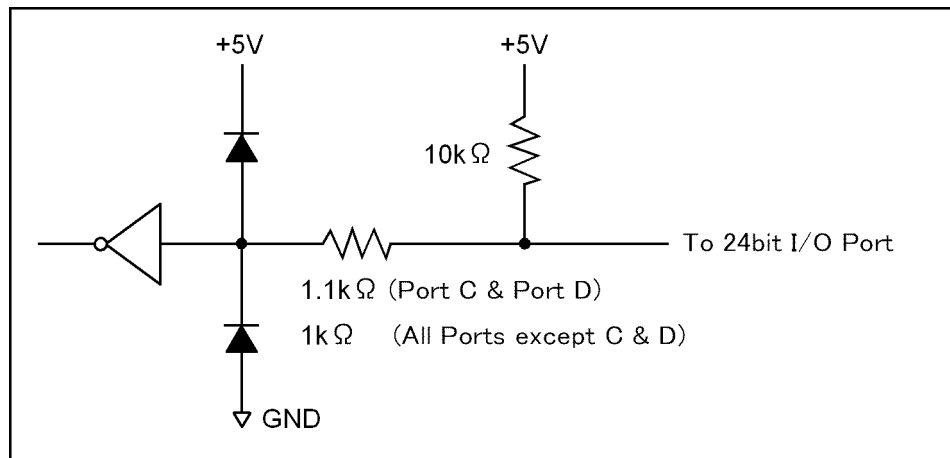 +5V
+5V
10kΩ
To 24bit I/O Port
1.1kΩ (Port C & Port D)
1kΩ (All Ports except C & D)
GND